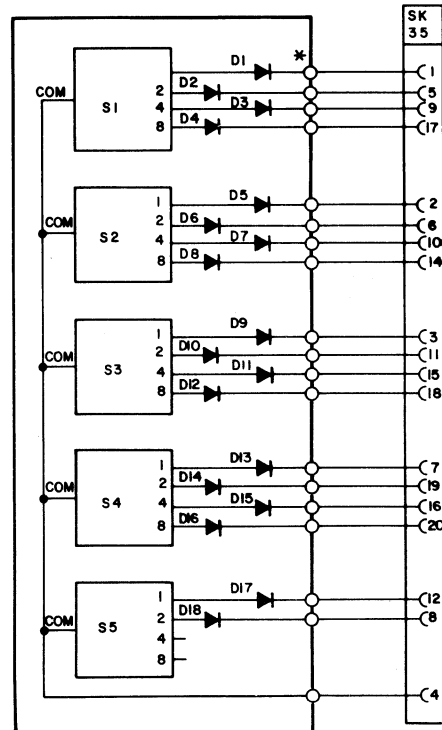 SK
35
D1 *
1
COM S1 2 D2 5
4 D3 9
8 D4 17
1 D5 2
COM S2 2 D6 6
4 D7 10
8 D8 14
1 D9 3
COM S3 2 D10 11
4 D11 15
8 D12 18
1 D13 7
COM S4 2 D14 19
4 D15 16
8 D16 20
1 D17 12
COM S5 2 D18 8
4
8
4